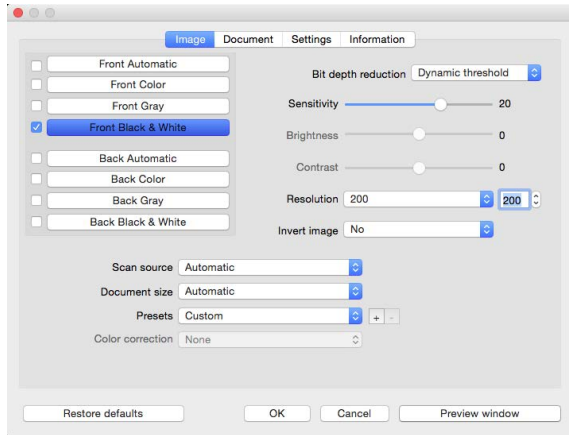 Image Document Settings Information
Front Automatic
Front Color
Front Gray
Front Black & White
Back Automatic
Back Color
Back Gray
Back Black & White
Bit depth reduction Dynamic threshold
Sensitivity 20
Brightness 0
Contrast 0
Resolution 200 200
Invert image No
Scan source Automatic
Document size Automatic
Presets Custom + -
Color correction None
Restore defaults OK Cancel Preview window